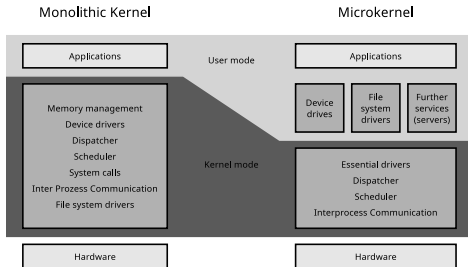 Monolithic Kernel
Microkernel
Applications
User mode
Applications
Device
drives
File
system
drivers
Further
services
(servers)
Memory management
Device drivers
Dispatcher
Scheduler
System calls
Inter Prozess Communication
File system drivers
Kernel mode
Essential drivers
Dispatcher
Scheduler
Interprocess Communication
Hardware
Hardware